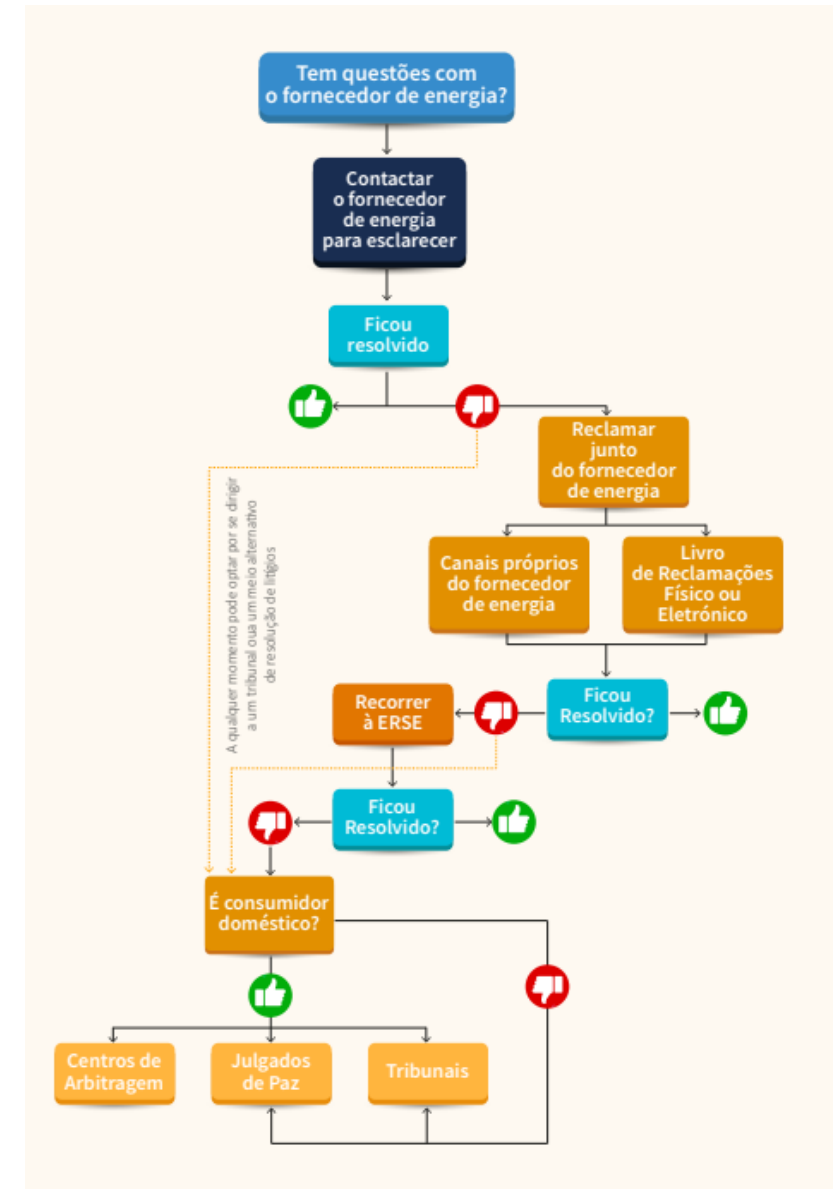 Tem questões com
o fornecedor de energia?
Contactar
o fornecedor
de energia
para esclarecer
Ficou
resolvido
Reclamar
junto
do fornecedor
de energia
A qualquer momento pode optar por se dirigir
a um tribunal oua um meio alternativo
de resolução de litígios
Canais próprios
do fornecedor
de energia
Livro
de Reclamações
Físico ou
Eletrónico
Ficou
Resolvido?
Recorrer
à ERSE
Ficou
Resolvido?
É consumidor
doméstico?
Centros de
Arbitragem
Julgados
de Paz
Tribunais